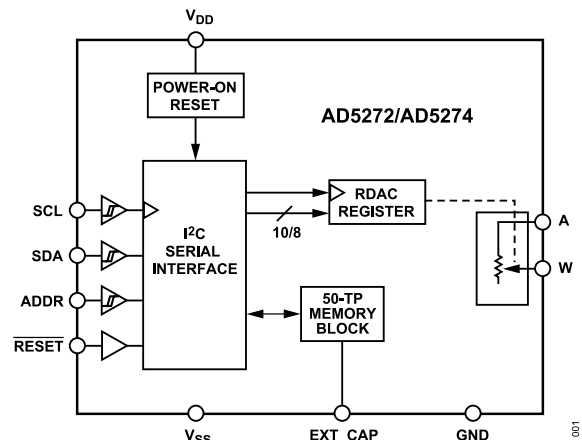 VDD
POWER-ON
RESET
AD5272/AD5274
SCL
SDA
ADDR
RESET
I2C
SERIAL
INTERFACE
10/8
RDAC
REGISTER
A
W
50-TP
MEMORY
BLOCK
VSS
EXT_CAP
GND
001